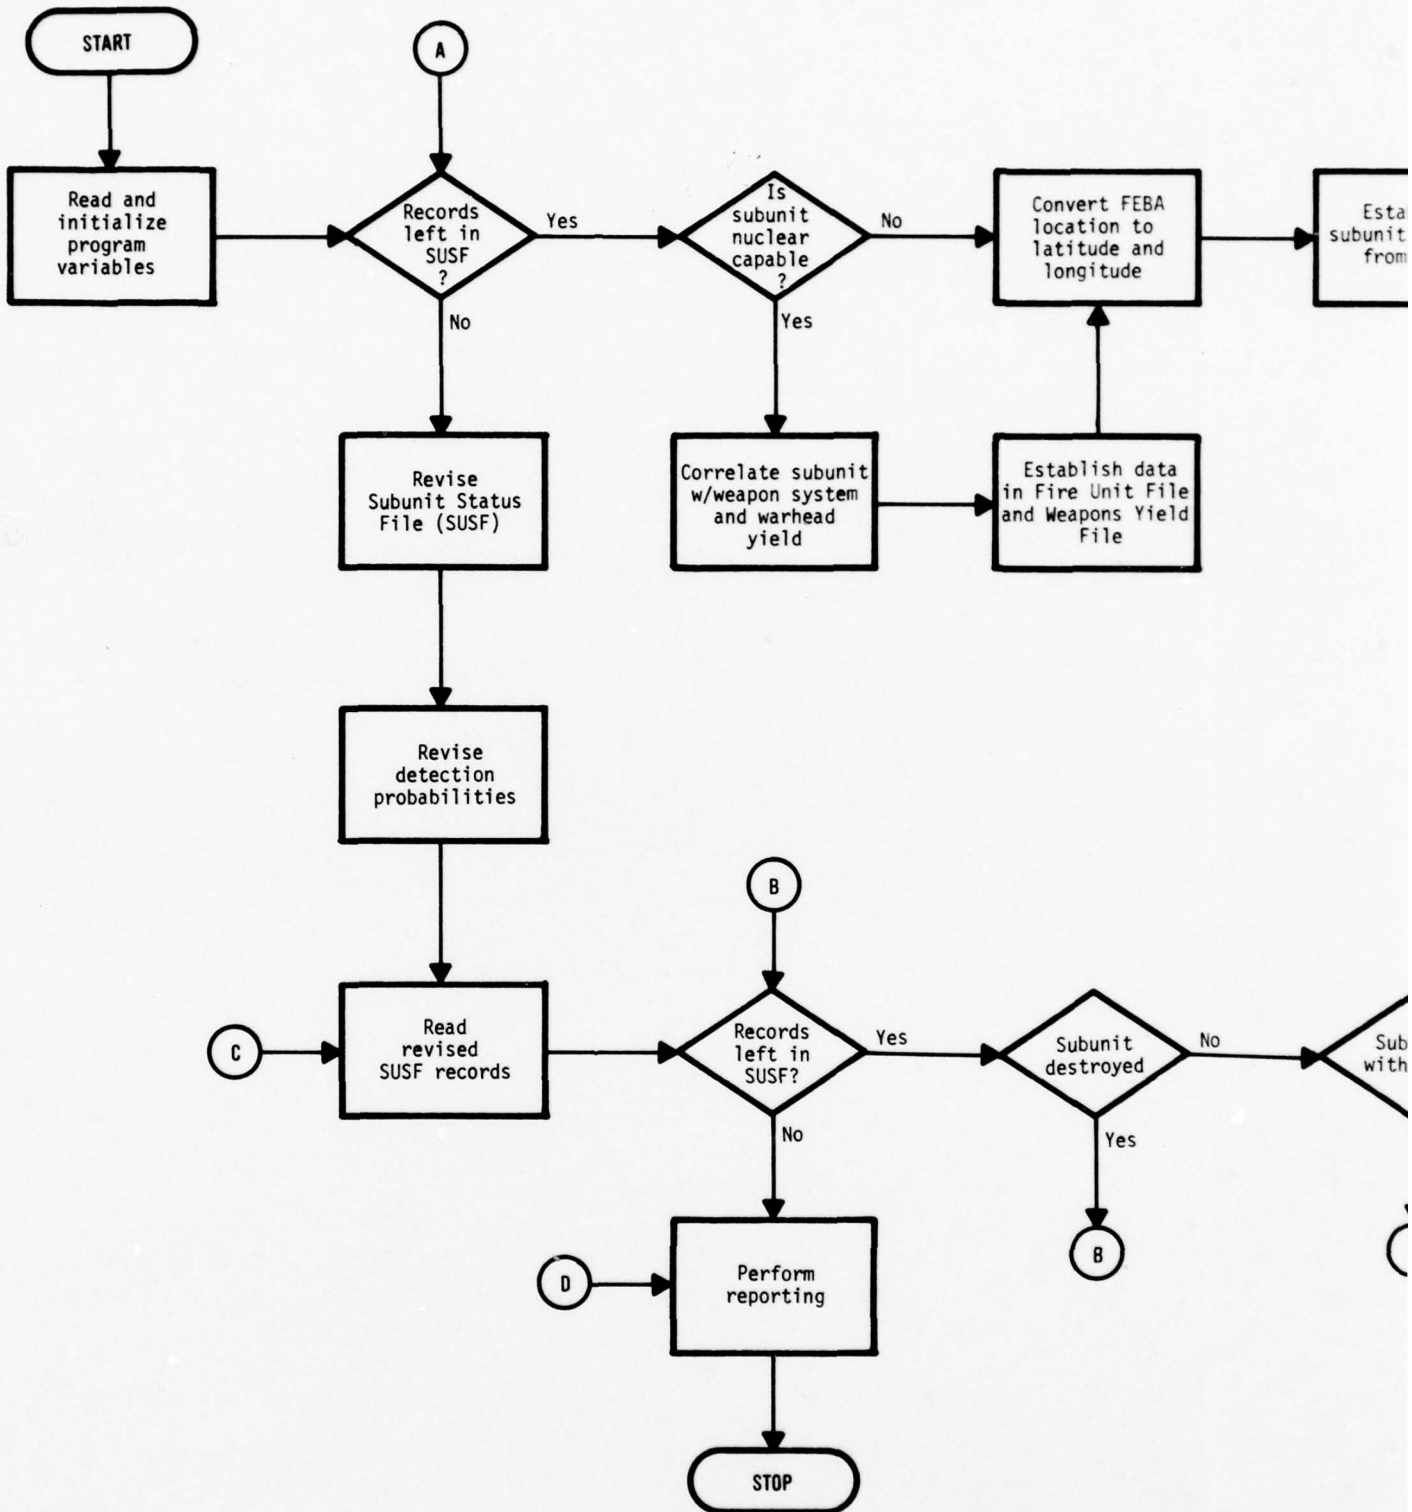 START
A
Read and
initialize
program
variables
Records
left in
SUSF
?
Yes
No
Is
subunit
nuclear
capable
?
No
Yes
Convert FEBA
location to
latitude and
longitude
subunit
from
Revise
Subunit Status
File (SUSF)
Correlate subunit
w/weapon system
and warhead
yield
Establish data
in Fire Unit File
and Weapons Yield
File
Revise
detection
probabilities
B
C
Read
revised
SUSF records
Records
left in
SUSF?
Yes
No
Subunit
destroyed
No
Yes
B
D
Perform
reporting
STOP